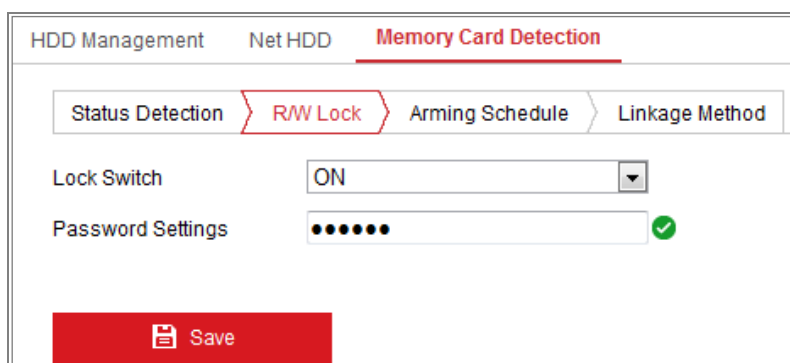 HDD Management Net HDD Memory Card Detection
Status Detection R/W Lock Arming Schedule Linkage Method
Lock Switch ON
Password Settings ●●●●●●
Save